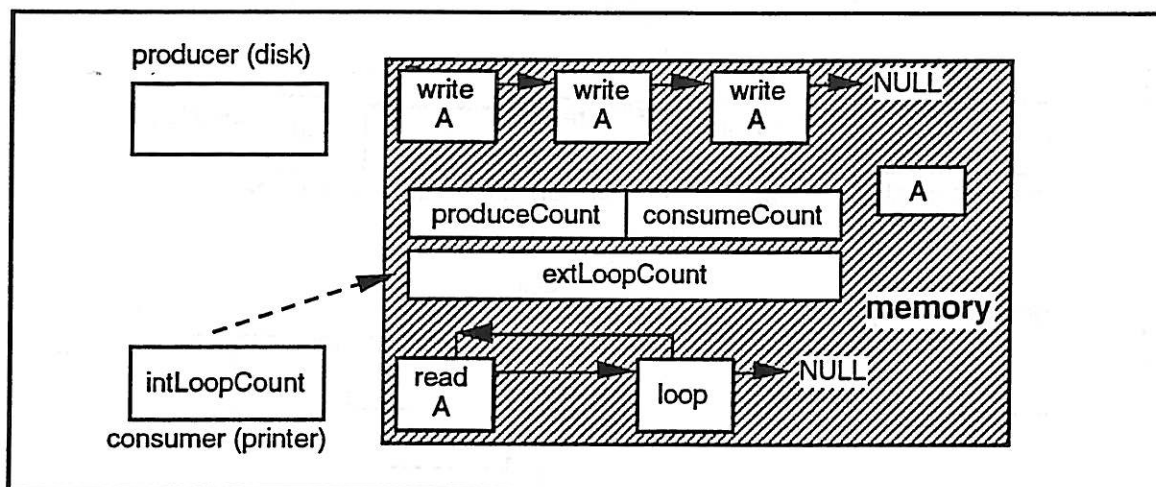 producer (disk)
write
A
write
A
write
A
NULL
A
produceCount
consumeCount
extLoopCount
memory
intLoopCount
read
A
loop
NULL
consumer (printer)